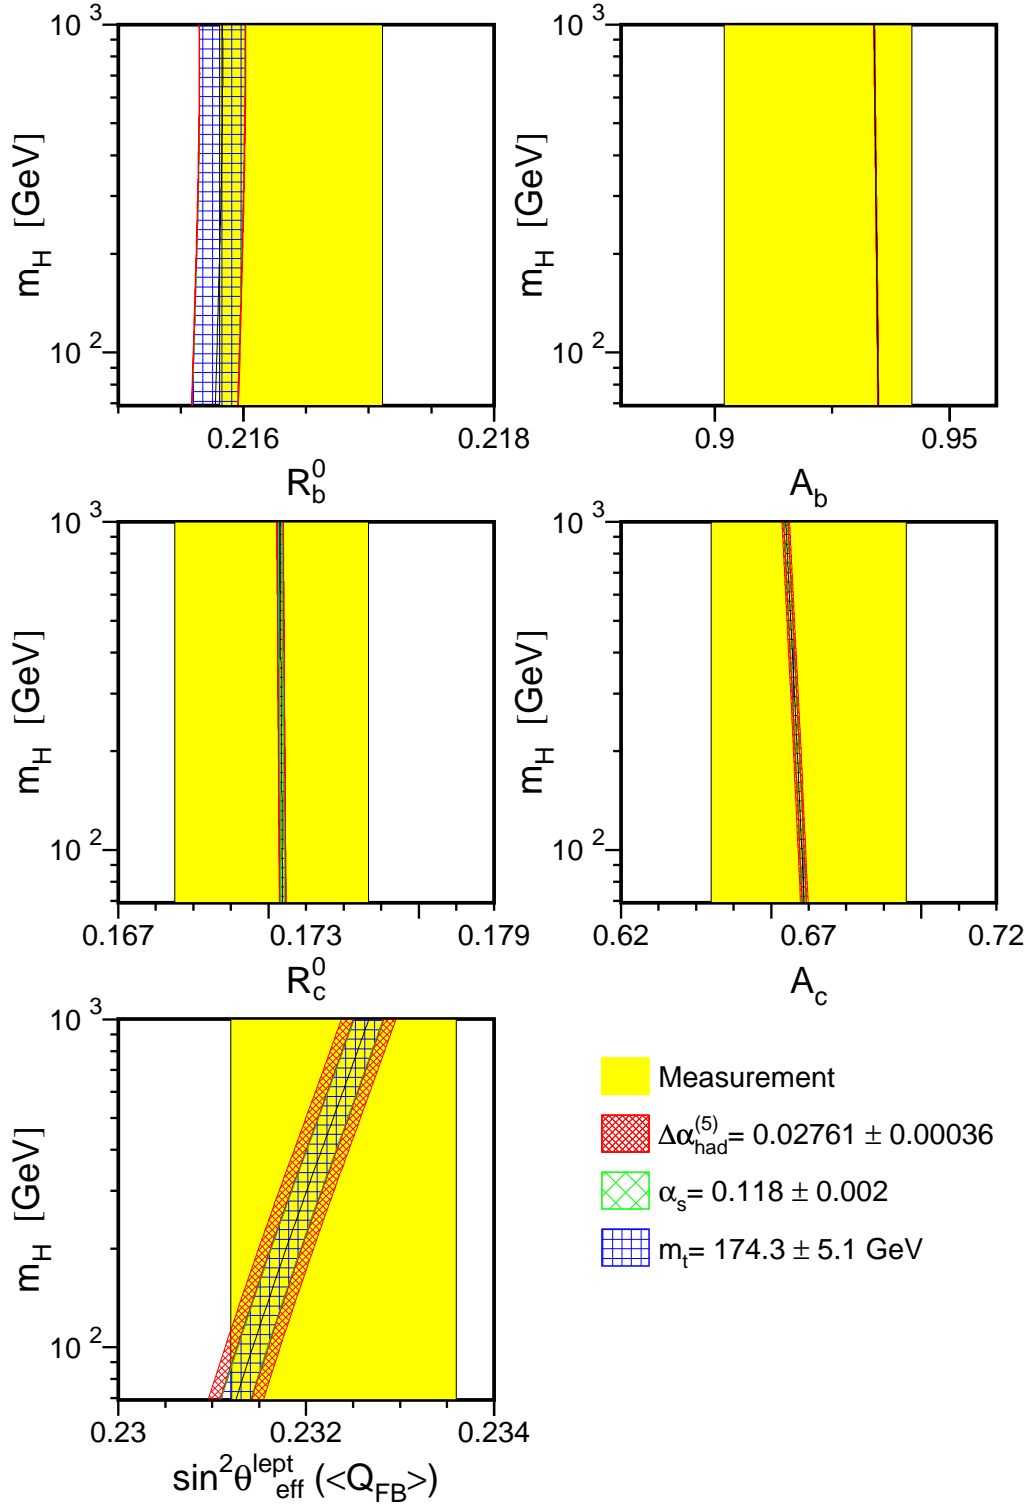 10 3
m_H [GeV]
10 2
0.216 0.218
R_b^0
10 3
m_H [GeV]
10 2
0.9 0.95
A_b
10 3
m_H [GeV]
10 2
0.167 0.173 0.179
R_c^0
10 3
m_H [GeV]
10 2
0.62 0.67 0.72
A_c
10 3
m_H [GeV]
10 2
0.23 0.232 0.234
sin²θ^lept_eff (<Q_FB>)
Measurement
Δα^(5)_had= 0.02761 ± 0.00036
α_s= 0.118 ± 0.002
m_t= 174.3 ± 5.1 GeV